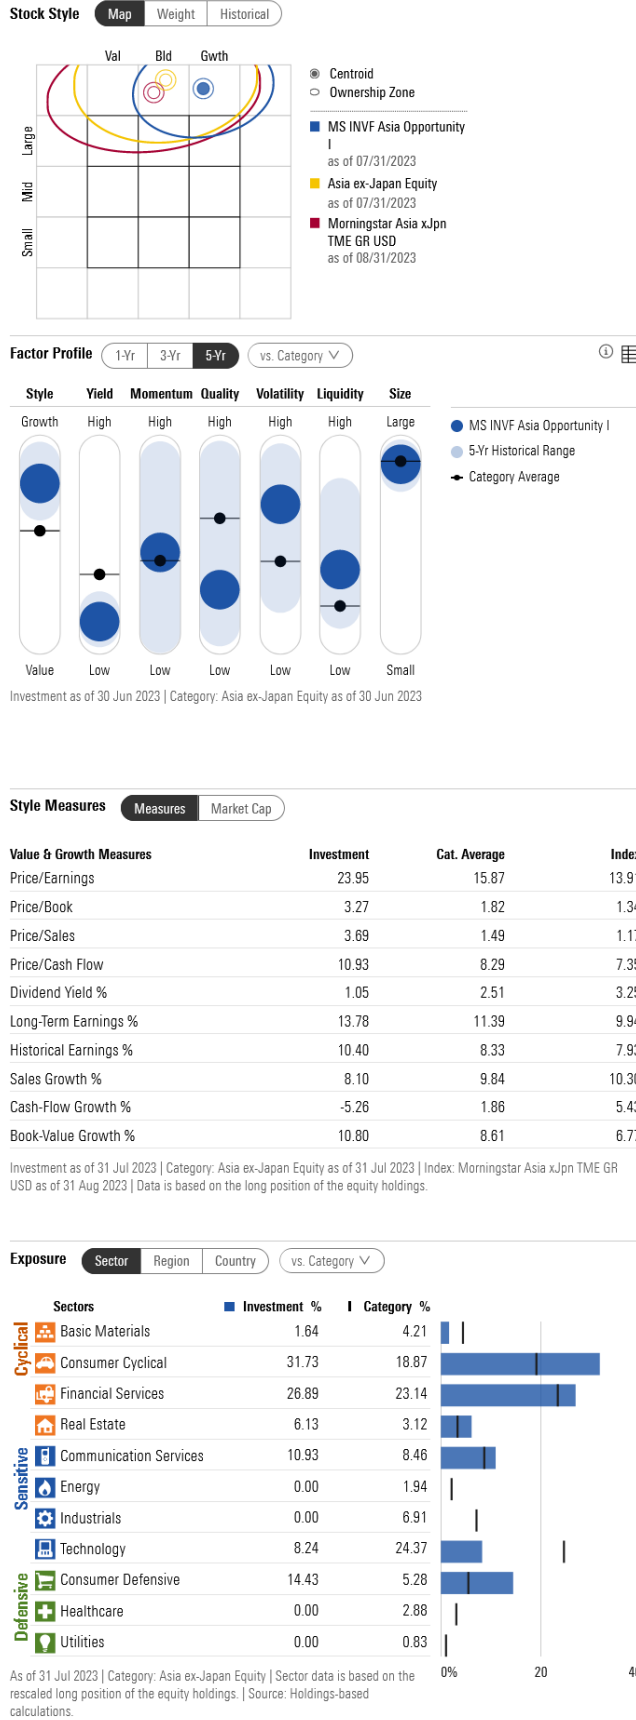 Stock Style Map Weight Historical
Val Bld Gwth
Large
Mid
Small
Centroid
Ownership Zone
MS INVF Asia Opportunity
I
as of 07/31/2023
Asia ex-Japan Equity
as of 07/31/2023
Morningstar Asia xJpn
TME GR USD
as of 08/31/2023
Factor Profile 1-Yr 3-Yr 5-Yr vs. Category
Style Yield Momentum Quality Volatility Liquidity Size
Growth High High High High High Large
Value Low Low Low Low Low Small
MS INVF Asia Opportunity I
5-Yr Historical Range
Category Average
Investment as of 30 Jun 2023 | Category: Asia ex-Japan Equity as of 30 Jun 2023
Style Measures Measures Market Cap
Value & Growth Measures Investment Cat. Average
Price/Earnings 23.95 15.87
Price/Book 3.27 1.82
Price/Sales 3.69 1.49
Price/Cash Flow 10.93 8.29
Dividend Yield % 1.05 2.51
Long-Term Earnings % 13.78 11.39
Historical Earnings % 10.40 8.33
Sales Growth % 8.10 9.84
Cash-Flow Growth % -5.26 1.86
Book-Value Growth % 10.80 8.61
Investment as of 31 Jul 2023 | Category: Asia ex-Japan Equity as of 31 Jul 2023 | Index: Morningstar Asia xJpn TME GR
USD as of 31 Aug 2023 | Data is based on the long position of the equity holdings.
Exposure Sector Region Country vs. Category
Sectors Investment % Category %
Cyclical
Basic Materials 1.64 4.21
Consumer Cyclical 31.73 18.87
Financial Services 26.89 23.14
Real Estate 6.13 3.12
Sensitive
Communication Services 10.93 8.46
Energy 0.00 1.94
Industrials 0.00 6.91
Technology 8.24 24.37
Defensive
Consumer Defensive 14.43 5.28
Healthcare 0.00 2.88
Utilities 0.00 0.83
0% 20
As of 31 Jul 2023 | Category: Asia ex-Japan Equity | Sector data is based on the
rescaled long position of the equity holdings. | Source: Holdings-based
calculations.